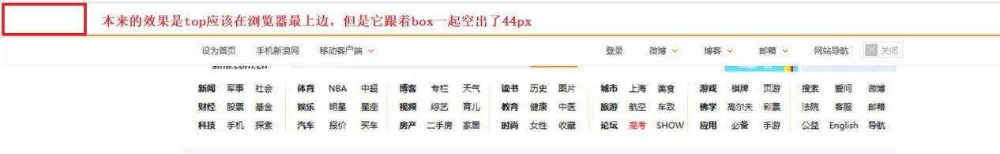 本来的效果是top应该在浏览器最上边，但是它跟着box一起空出了44px
设为首页 手机新浪网 移动客户端 登录 微博 博客 邮箱 网站导航 关闭
sina.com.cn
新闻 军事 社会 体育 NBA 中超 博客 专栏 天气 读书 历史 图片 城市 上海 美食 游戏 棋牌 页游 搜索 爱问 微博
财经 股票 基金 娱乐 明星 星座 视频 综艺 育儿 教育 健康 中医 旅游 航空 车致 佛学 高尔夫 彩票 法院 客服 邮箱
科技 手机 探索 汽车 报价 买车 房产 二手房 家居 时尚 女性 收藏 论坛 高考 SHOW 应用 必备 手游 公益 English 导航